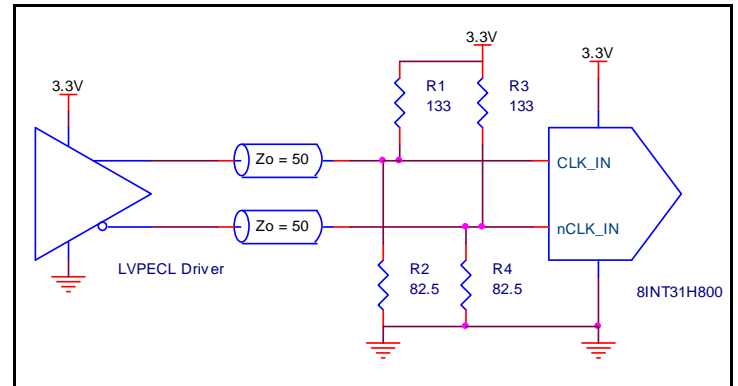 3.3V
3.3V
3.3V
R1
133
R3
133
Zo = 50
CLK_IN
Zo = 50
nCLK_IN
LVPECL Driver
R2
82.5
R4
82.5
8INT31H800